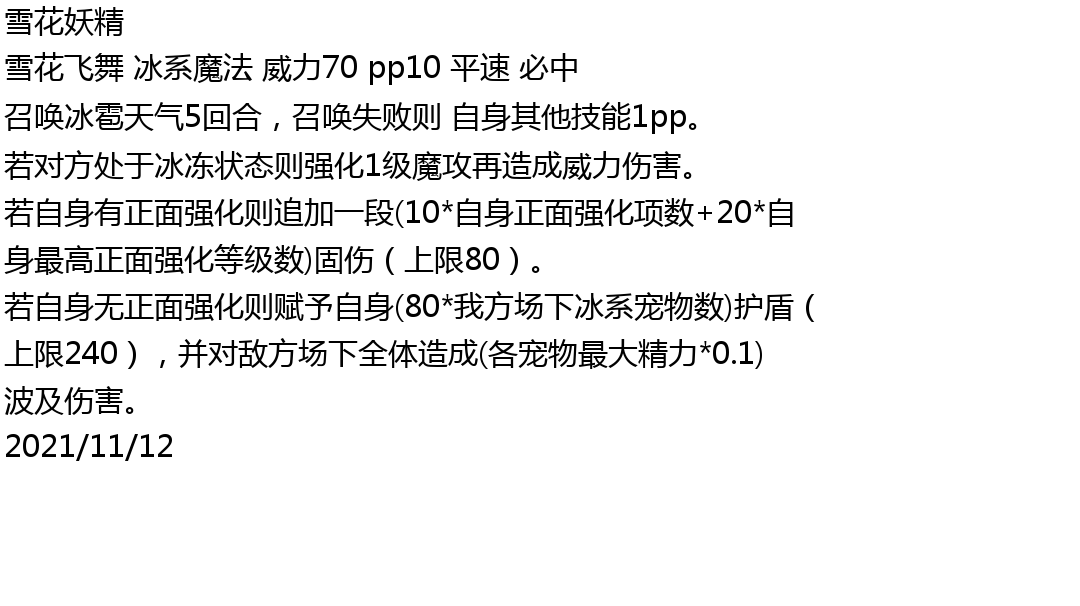 雪花妖精
雪花飞舞 冰系魔法 威力70 pp10 平速 必中
召唤冰雹天气5回合，召唤失败则 自身其他技能1pp。
若对方处于冰冻状态则强化1级魔攻再造成威力伤害。
若自身有正面强化则追加一段(10*自身正面强化项数+20*自
身最高正面强化等级数)固伤（上限80）。
若自身无正面强化则赋予自身(80*我方场下冰系宠物数)护盾（
上限240），并对敌方场下全体造成(各宠物最大精力*0.1)
波及伤害。
2021/11/12